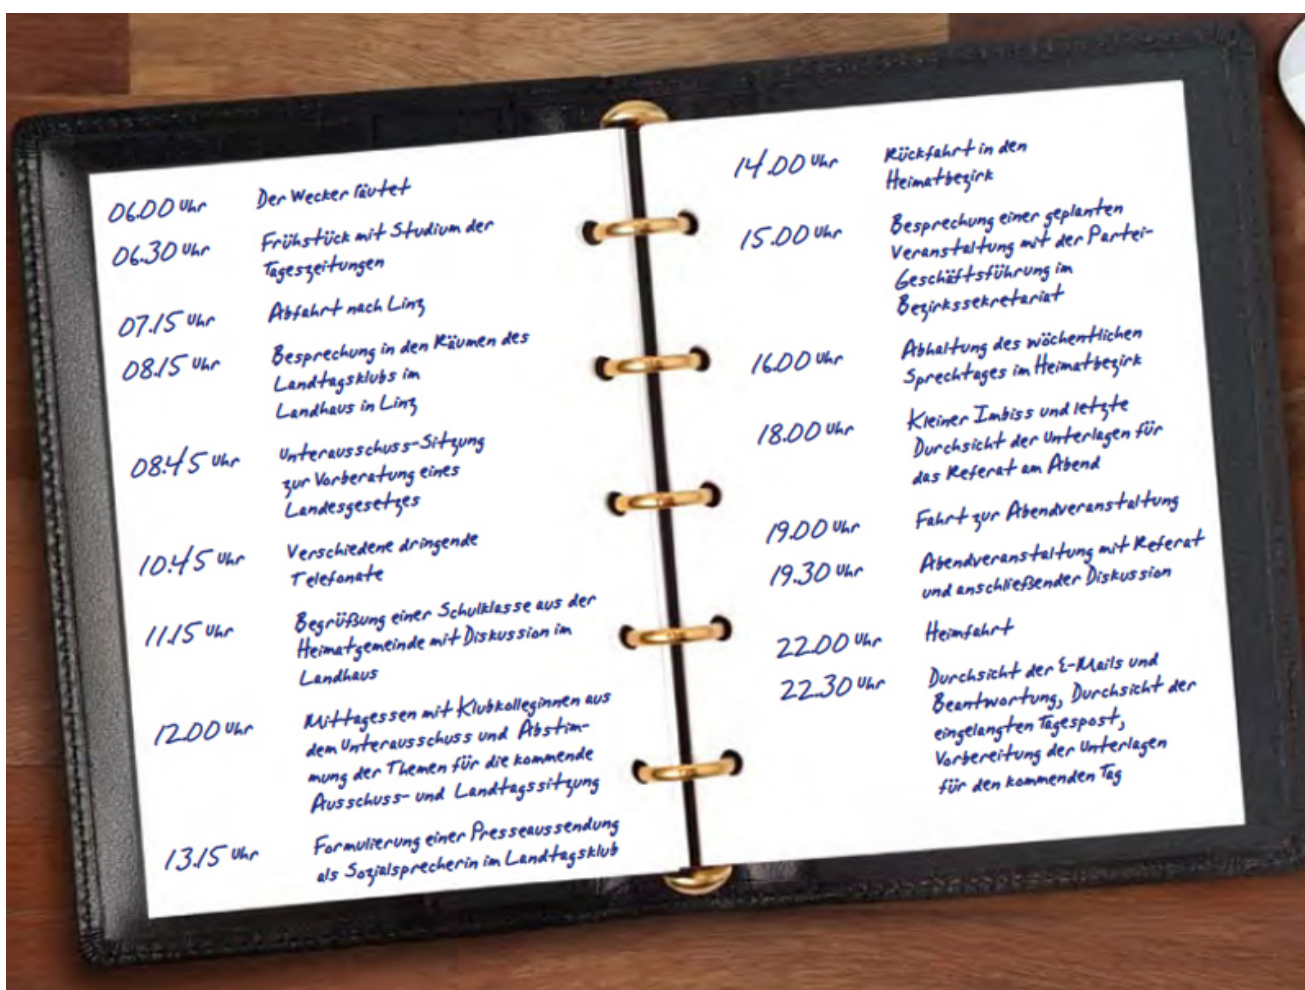 06.00 Uhr Der Wecker läutet
06.30 Uhr Frühstück mit Studium der
Tageszeitungen
07.15 Uhr Abfahrt nach Linz
08.15 Uhr Besprechung in den Räumen des
Landtagsklubs im
Landhaus in Linz
08.45 Uhr Unterausschuss-Sitzung
zur Vorberatung eines
Landesgesetzes
10.45 Uhr Verschiedene dringende
Telefonate
11.15 Uhr Begrüßung einer Schulklasse aus der
Heimatgemeinde mit Diskussion im
Landhaus
12.00 Uhr Mittagessen mit Klubkolleginnen aus
dem Unterausschuss und Abstim-
mung der Themen für die kommende
Ausschuss- und Landtagssitzung
13.15 Uhr Formulierung einer Presseaussendung
als Sozialsprecherin im Landtagsklub
14.00 Uhr Rückfahrt in den
Heimatbezirk
15.00 Uhr Besprechung einer geplanten
Veranstaltung mit der Partei-
Geschäftsführung im
Bezirkssekretariat
16.00 Uhr Abhaltung des wöchentlichen
Sprechtages im Heimatbezirk
18.00 Uhr Kleiner Imbiss und letzte
Durchsicht der Unterlagen für
das Referat am Abend
19.00 Uhr Fahrt zur Abendveranstaltung
19.30 Uhr Abendveranstaltung mit Referat
und anschließender Diskussion
22.00 Uhr Heimfahrt
22.30 Uhr Durchsicht der E-Mails und
Beantwortung, Durchsicht der
eingelangten Tagespost,
Vorbereitung der Unterlagen
für den kommenden Tag